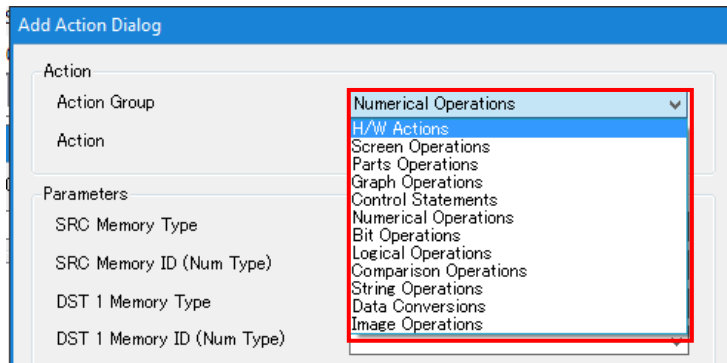 Add Action Dialog
Action
Action Group
Numerical Operations
Action
H/W Actions
Screen Operations
Parts Operations
Graph Operations
Control Statements
Numerical Operations
Bit Operations
Logical Operations
Comparison Operations
String Operations
Data Conversions
Image Operations
Parameters
SRC Memory Type
SRC Memory ID (Num Type)
DST 1 Memory Type
DST 1 Memory ID (Num Type)